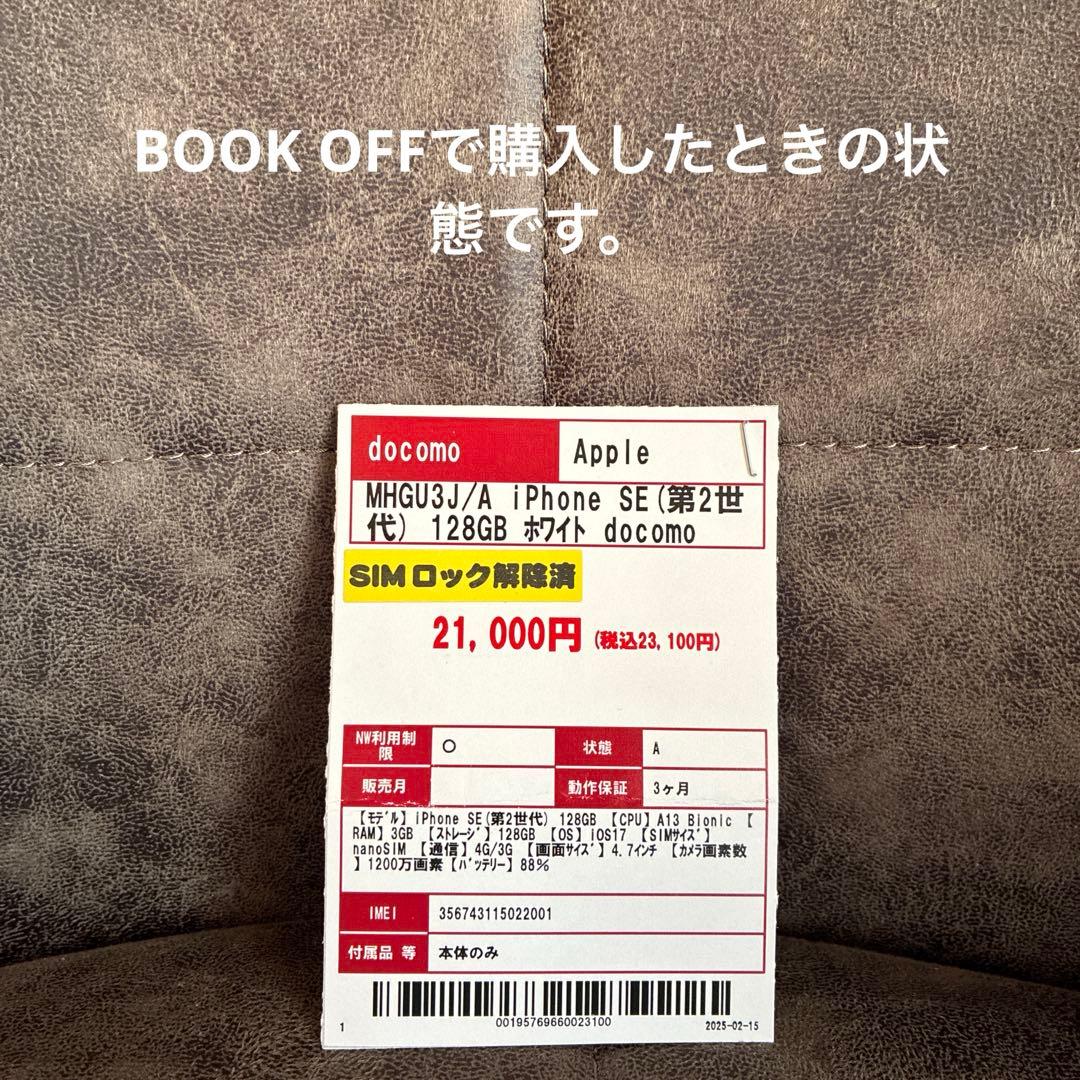 BOOK OFFで購入したときの状
態です。
docomo Apple
MHGU3J/A iPhone SE(第2世
代) 128GB ﾎﾜｲﾄ docomo
SIMロック解除済
21,000円 (税込23,100円)
NW利用制
限 〇 状態 A
販売月 動作保証 3ヶ月
【ﾓﾃﾞﾙ】iPhone SE(第2世代) 128GB 【CPU】A13 Bionic 【
RAM】3GB 【ｽﾄﾚｰｼﾞ】128GB 【OS】iOS17 【SIMｻｲｽﾞ】
nanoSIM 【通信】4G/3G 【画面ｻｲｽﾞ】4.7ｲﾝﾁ 【ｶﾒﾗ画素数
】1200万画素【ﾊﾞｯﾃﾘｰ】88%
IMEI 356743115022001
付属品 等 本体のみ
00195769660023100
1 2025-02-15